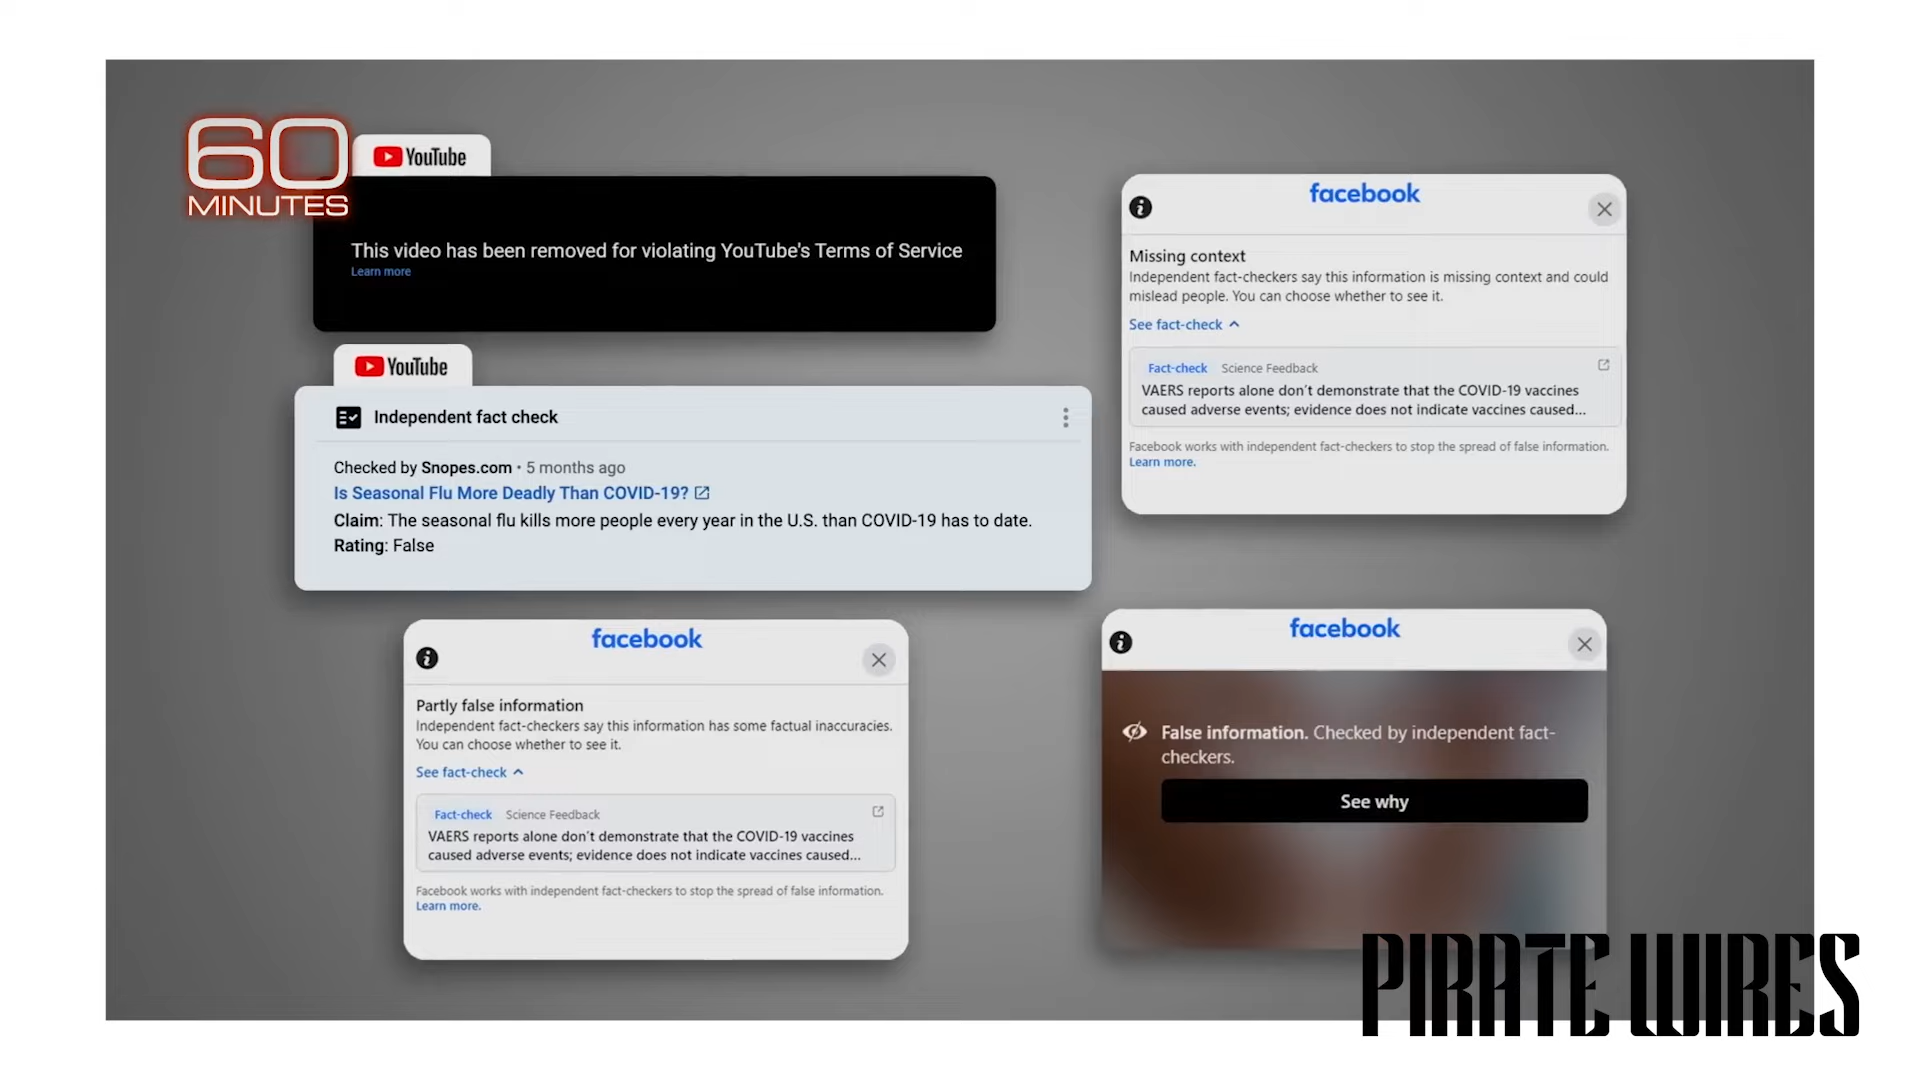 60
MINUTES
YouTube
This video has been removed for violating YouTube's Terms of Service
Learn more
YouTube
Independent fact check
Checked by Snopes.com • 5 months ago
Is Seasonal Flu More Deadly Than COVID-19?
Claim: The seasonal flu kills more people every year in the U.S. than COVID-19 has to date.
Rating: False
facebook
Missing context
Independent fact-checkers say this information is missing context and could
mislead people. You can choose whether to see it.
See fact-check
Fact-check Science Feedback
VAERS reports alone don't demonstrate that the COVID-19 vaccines
caused adverse events; evidence does not indicate vaccines caused...
Facebook works with independent fact-checkers to stop the spread of false information.
Learn more.
facebook
Partly false information
Independent fact-checkers say this information has some factual inaccuracies.
You can choose whether to see it.
See fact-check
Fact-check Science Feedback
VAERS reports alone don't demonstrate that the COVID-19 vaccines
caused adverse events; evidence does not indicate vaccines caused...
Facebook works with independent fact-checkers to stop the spread of false information.
Learn more.
facebook
False information. Checked by independent fact-
checkers.
See why
PIRATE WIRES